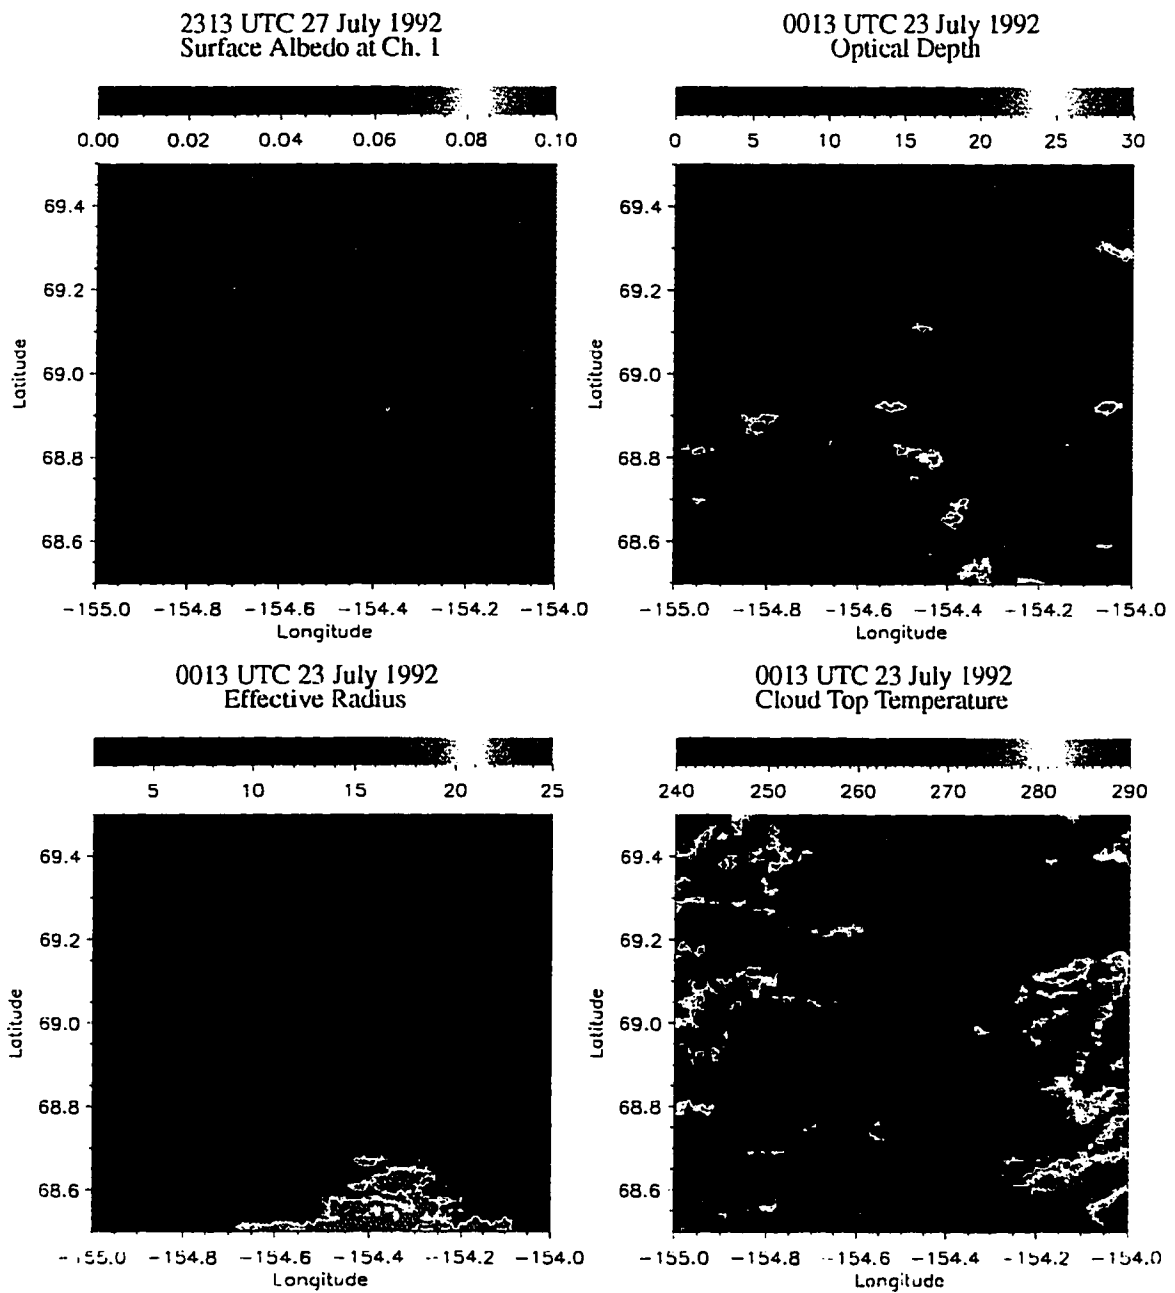 2313 UTC 27 July 1992
Surface Albedo at Ch. 1
0.00 0.02 0.04 0.06 0.08 0.10
69.4
69.2
69.0
68.8
68.6
Latitude
-155.0 -154.8 -154.6 -154.4 -154.2 -154.0
Longitude
0013 UTC 23 July 1992
Optical Depth
0 5 10 15 20 25 30
69.4
69.2
69.0
68.8
68.6
Latitude
-155.0 -154.8 -154.6 -154.4 -154.2 -154.0
Longitude
0013 UTC 23 July 1992
Effective Radius
5 10 15 20 25
69.4
69.2
69.0
68.8
68.6
Latitude
-155.0 -154.8 -154.6 -154.4 -154.2 -154.0
Longitude
0013 UTC 23 July 1992
Cloud Top Temperature
240 250 260 270 280 290
69.4
69.2
69.0
68.8
68.6
Latitude
-155.0 -154.8 -154.6 -154.4 -154.2 -154.0
Longitude